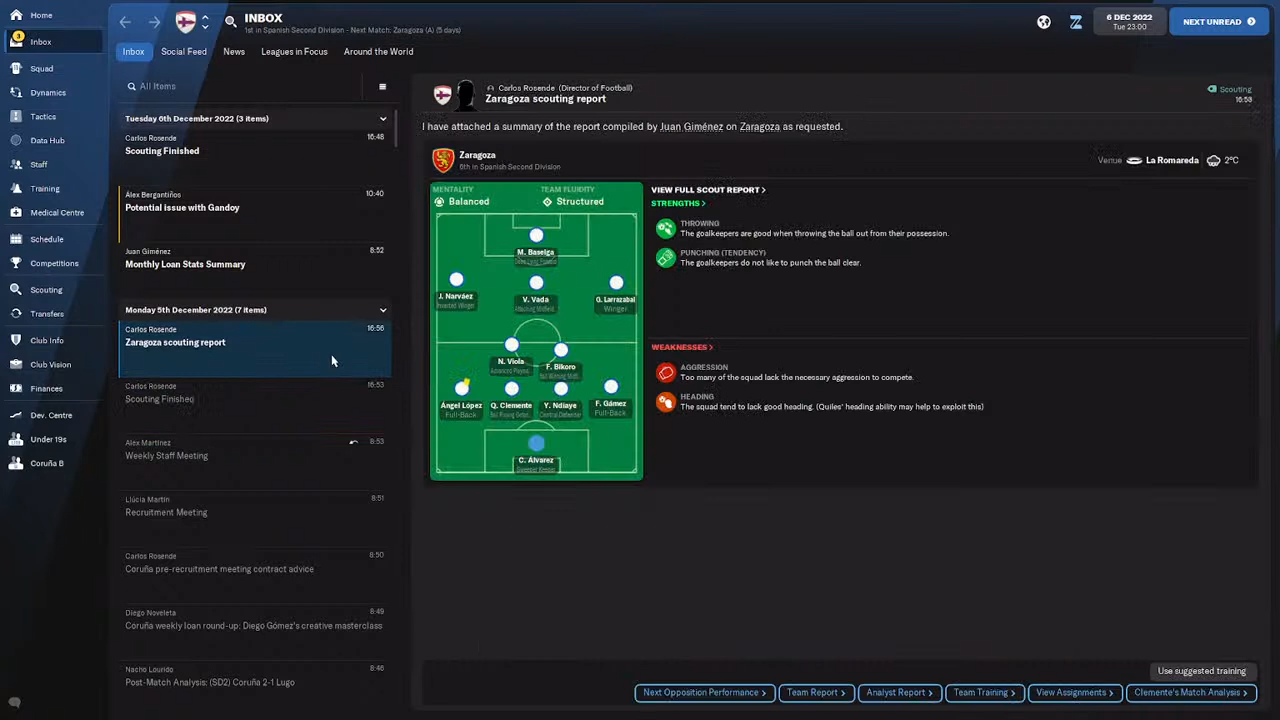 Home
3
Inbox
Squad
Dynamics
Tactics
Data Hub
Staff
Training
Medical Centre
Schedule
Competitions
Scouting
Transfers
Club Info
Club Vision
Finances
Dev. Centre
Under 19s
Coruña B
INBOX
1st in Spanish Second Division - Next Match: Zaragoza (A) (5 days)
6 DEC 2022
Tue 23:00
NEXT UNREAD
Inbox
Social Feed
News
Leagues in Focus
Around the World
All Items
Tuesday 6th December 2022 (3 items)
Carlos Rosende
16:48
Scouting Finished
Álex Bergantiños
10:40
Potential issue with Gandoy
Juan Giménez
8:52
Monthly Loan Stats Summary
Monday 5th December 2022 (7 items)
Carlos Rosende
16:56
Zaragoza scouting report
Carlos Rosende
16:53
Scouting Finished
Alex Martínez
8:53
Weekly Staff Meeting
Llúcia Martín
8:51
Recruitment Meeting
Carlos Rosende
8:50
Coruña pre-recruitment meeting contract advice
Diego Noveleta
8:49
Coruña weekly loan round-up: Diego Gómez's creative masterclass
Nacho Lourido
8:46
Post-Match Analysis: (SD2) Coruña 2-1 Lugo
Carlos Rosende (Director of Football)
Zaragoza scouting report
Scouting
16:53
I have attached a summary of the report compiled by Juan Giménez on Zaragoza as requested.
Zaragoza
6th in Spanish Second Division
Venue
La Romareda
2°C
MENTALITY
Balanced
TEAM FLUIDITY
Structured
M. Baselga
J. Narváez
Inverted Winger
V. Vada
G. Larrazabal
Winger
N. Viola
F. Bikoro
Ángel López
Full-Back
Q. Clemente
Y. Ndiaye
Central Defender
F. Gámez
Full-Back
C. Álvarez
Sweeper Keeper
VIEW FULL SCOUT REPORT
STRENGTHS
THROWING
The goalkeepers are good when throwing the ball out from their possession.
PUNCHING (TENDENCY)
The goalkeepers do not like to punch the ball clear.
WEAKNESSES
AGGRESSION
Too many of the squad lack the necessary aggression to compete.
HEADING
The squad tend to lack good heading. (Quiles' heading ability may help to exploit this)
Use suggested training
Next Opposition Performance
Team Report
Analyst Report
Team Training
View Assignments
Clemente's Match Analysis